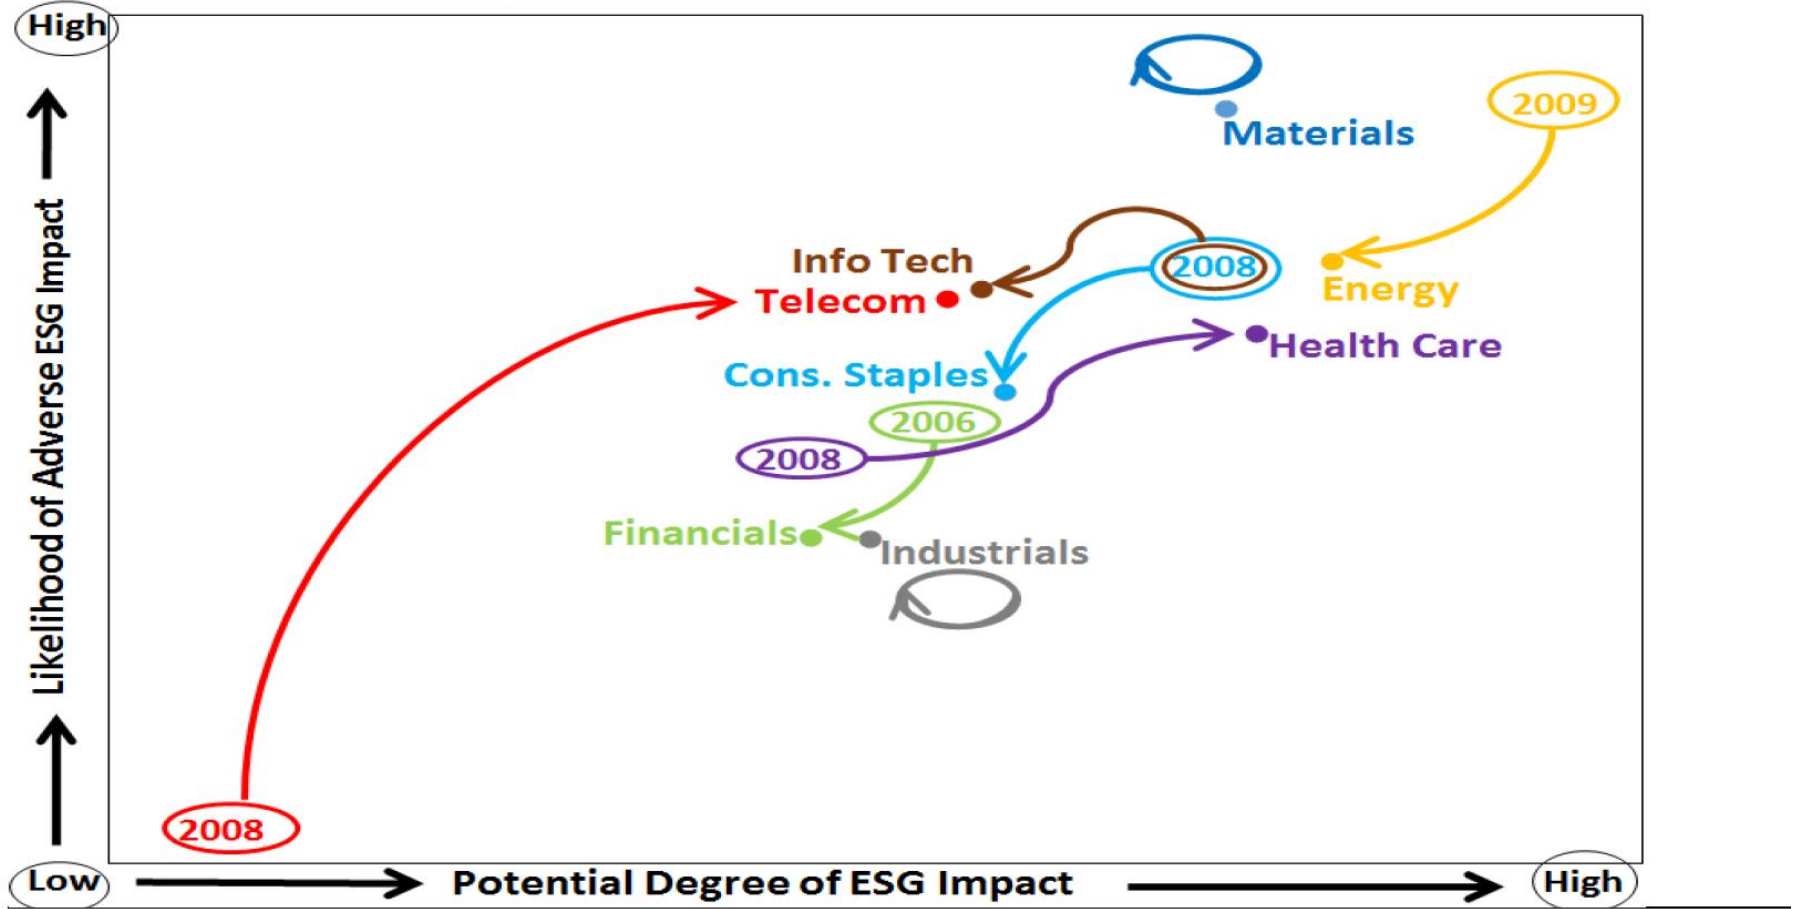 High
2009
Materials
Info Tech
2008
Telecom
Energy
Health Care
Cons. Staples
2006
2008
Financials
Industrials
2008
Likelihood of Adverse ESG Impact
Low
Potential Degree of ESG Impact
High